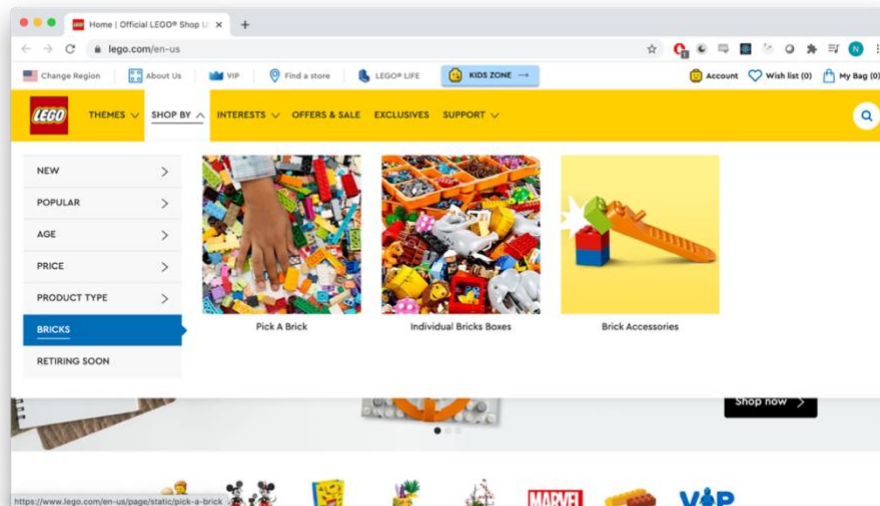 Home | Official LEGO® Shop U
lego.com/en-us
1
N
Change Region
About Us
VIP
Find a store
LEGO® LIFE
KIDS ZONE →
Account
Wish list (0)
My Bag (0)
LEGO
THEMES
SHOP BY
INTERESTS
OFFERS & SALE
EXCLUSIVES
SUPPORT
NEW
POPULAR
AGE
PRICE
PRODUCT TYPE
BRICKS
RETIRING SOON
Pick A Brick
Individual Bricks Boxes
Brick Accessories
Shop now
https://www.lego.com/en-us/page/static/pick-a-brick
MARVEL
VIP